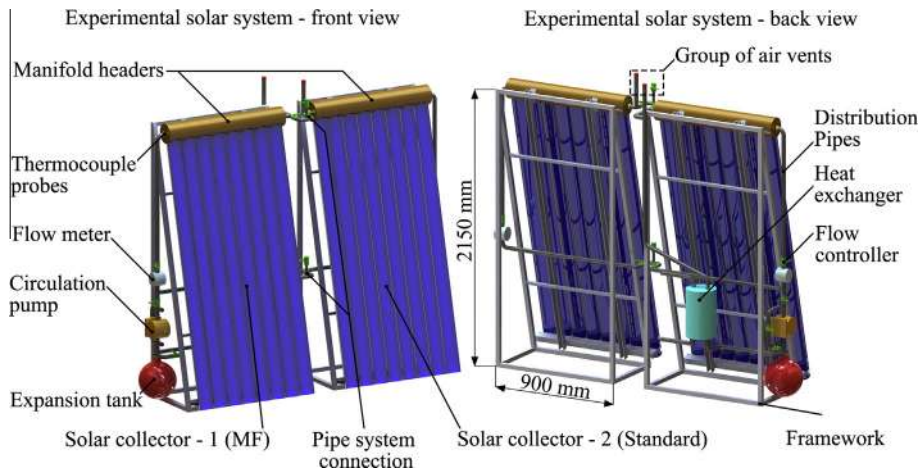 Experimental solar system - front view
Experimental solar system - back view
Manifold headers
Group of air vents
Thermocouple
probes
Distribution
Pipes
Heat
exchanger
Flow meter
Flow
controller
Circulation
pump
2150 mm
900 mm
Expansion tank
Solar collector - 1 (MF)
Pipe system
connection
Solar collector - 2 (Standard)
Framework